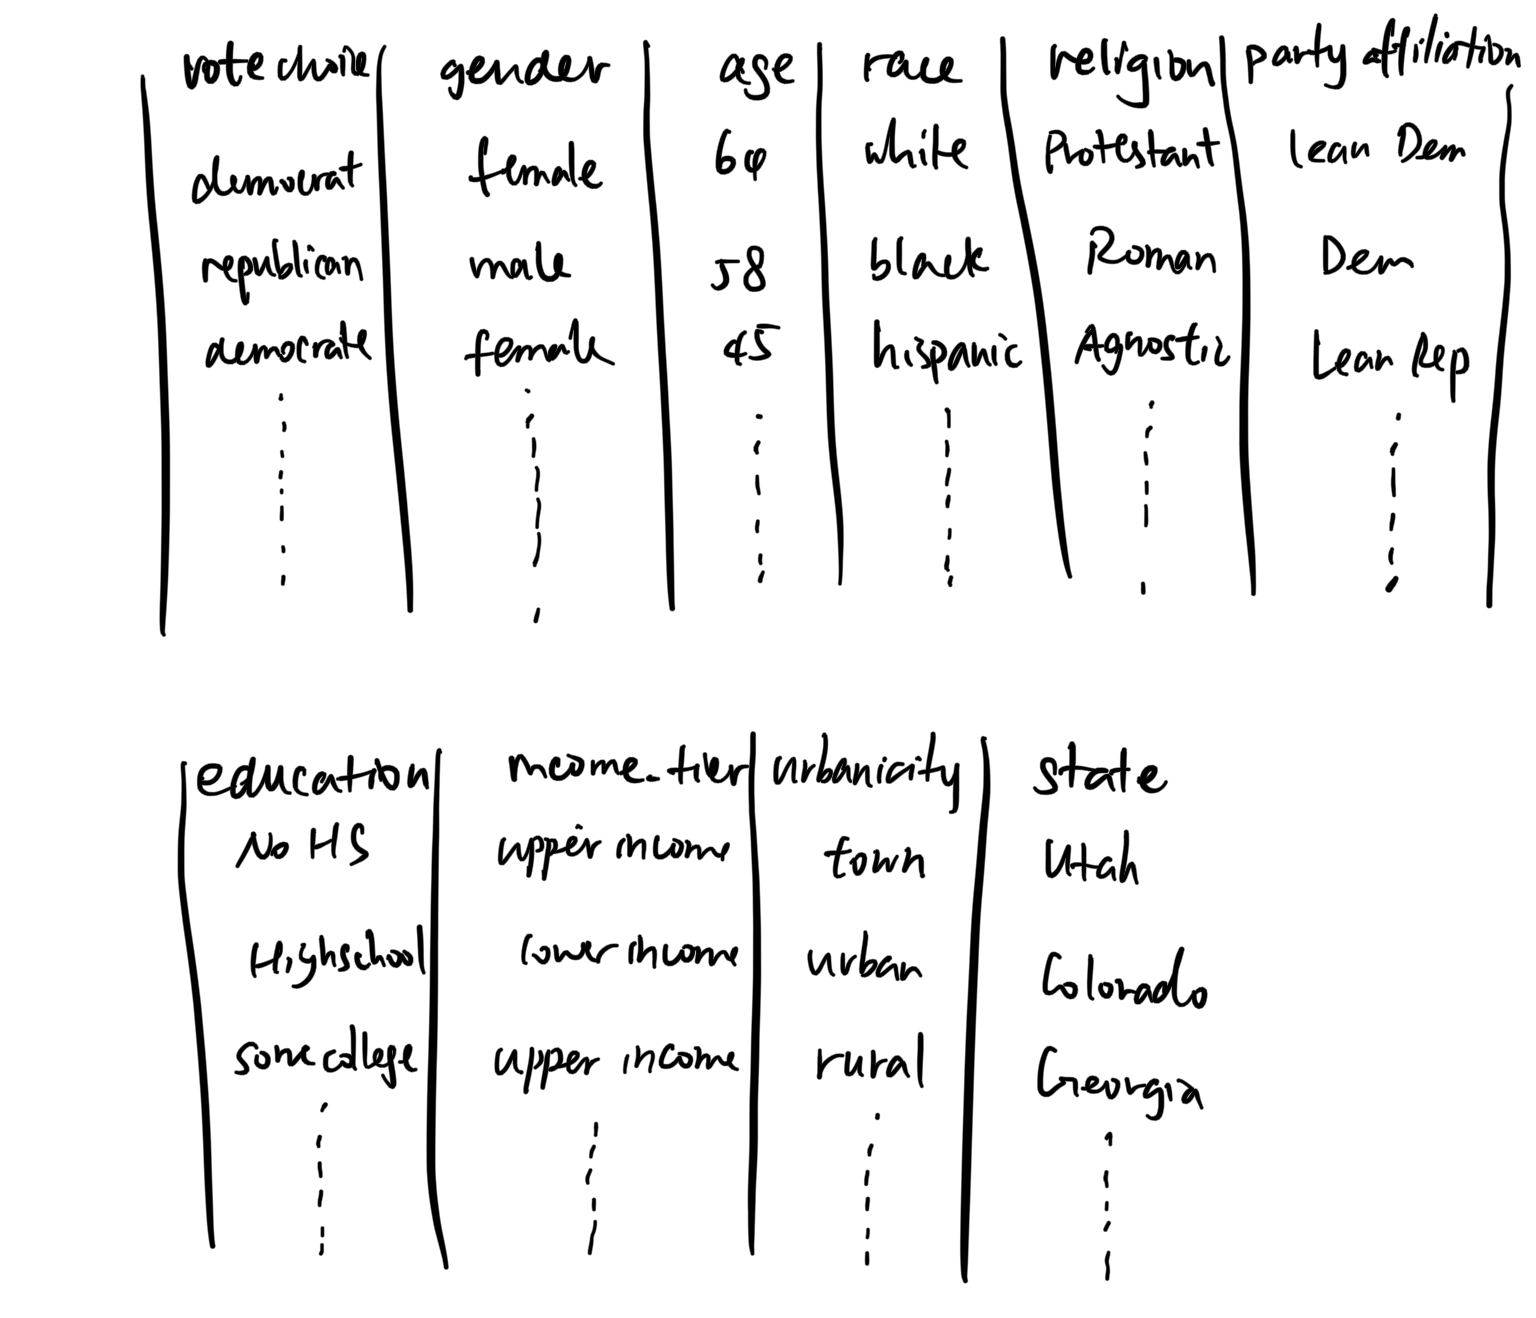 vote choice gender age race religion party affiliation
democrat female 64 white Protestant lean Dem
republican male 58 black Roman Dem
democrate female 45 hispanic Agnostic Lean Rep
education income_tier urbanicity state
No HS upper income town Utah
Highschool lower income urban Colorado
some college upper income rural Georgia